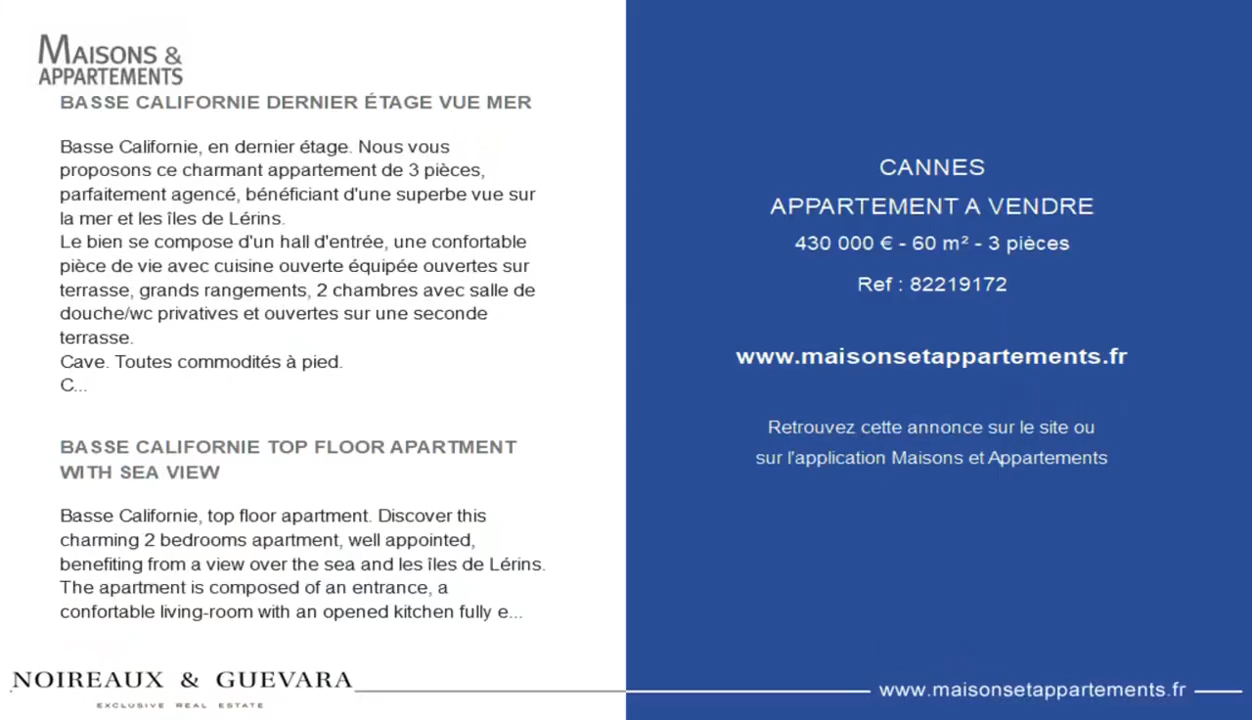 MAISONS &
APPARTEMENTS
BASSE CALIFORNIE DERNIER ÉTAGE VUE MER
Basse Californie, en dernier étage. Nous vous
proposons ce charmant appartement de 3 pièces,
parfaitement agencé, bénéficiant d'une superbe vue sur
la mer et les îles de Lérins.
Le bien se compose d'un hall d'entrée, une confortable
pièce de vie avec cuisine ouverte équipée ouvertes sur
terrasse, grands rangements, 2 chambres avec salle de
douche/wc privatives et ouvertes sur une seconde
terrasse.
Cave. Toutes commodités à pied.
C...
BASSE CALIFORNIE TOP FLOOR APARTMENT
WITH SEA VIEW
Basse Californie, top floor apartment. Discover this
charming 2 bedrooms apartment, well appointed,
benefiting from a view over the sea and les îles de Lérins.
The apartment is composed of an entrance, a
confortable living-room with an opened kitchen fully e...
NOIREAUX & GUEVARA
EXCLUSIVE REAL ESTATE
CANNES
APPARTEMENT A VENDRE
430 000 € - 60 m² - 3 pièces
Ref : 82219172
www.maisonsetappartements.fr
Retrouvez cette annonce sur le site ou
sur l'application Maisons et Appartements
www.maisonsetappartements.fr